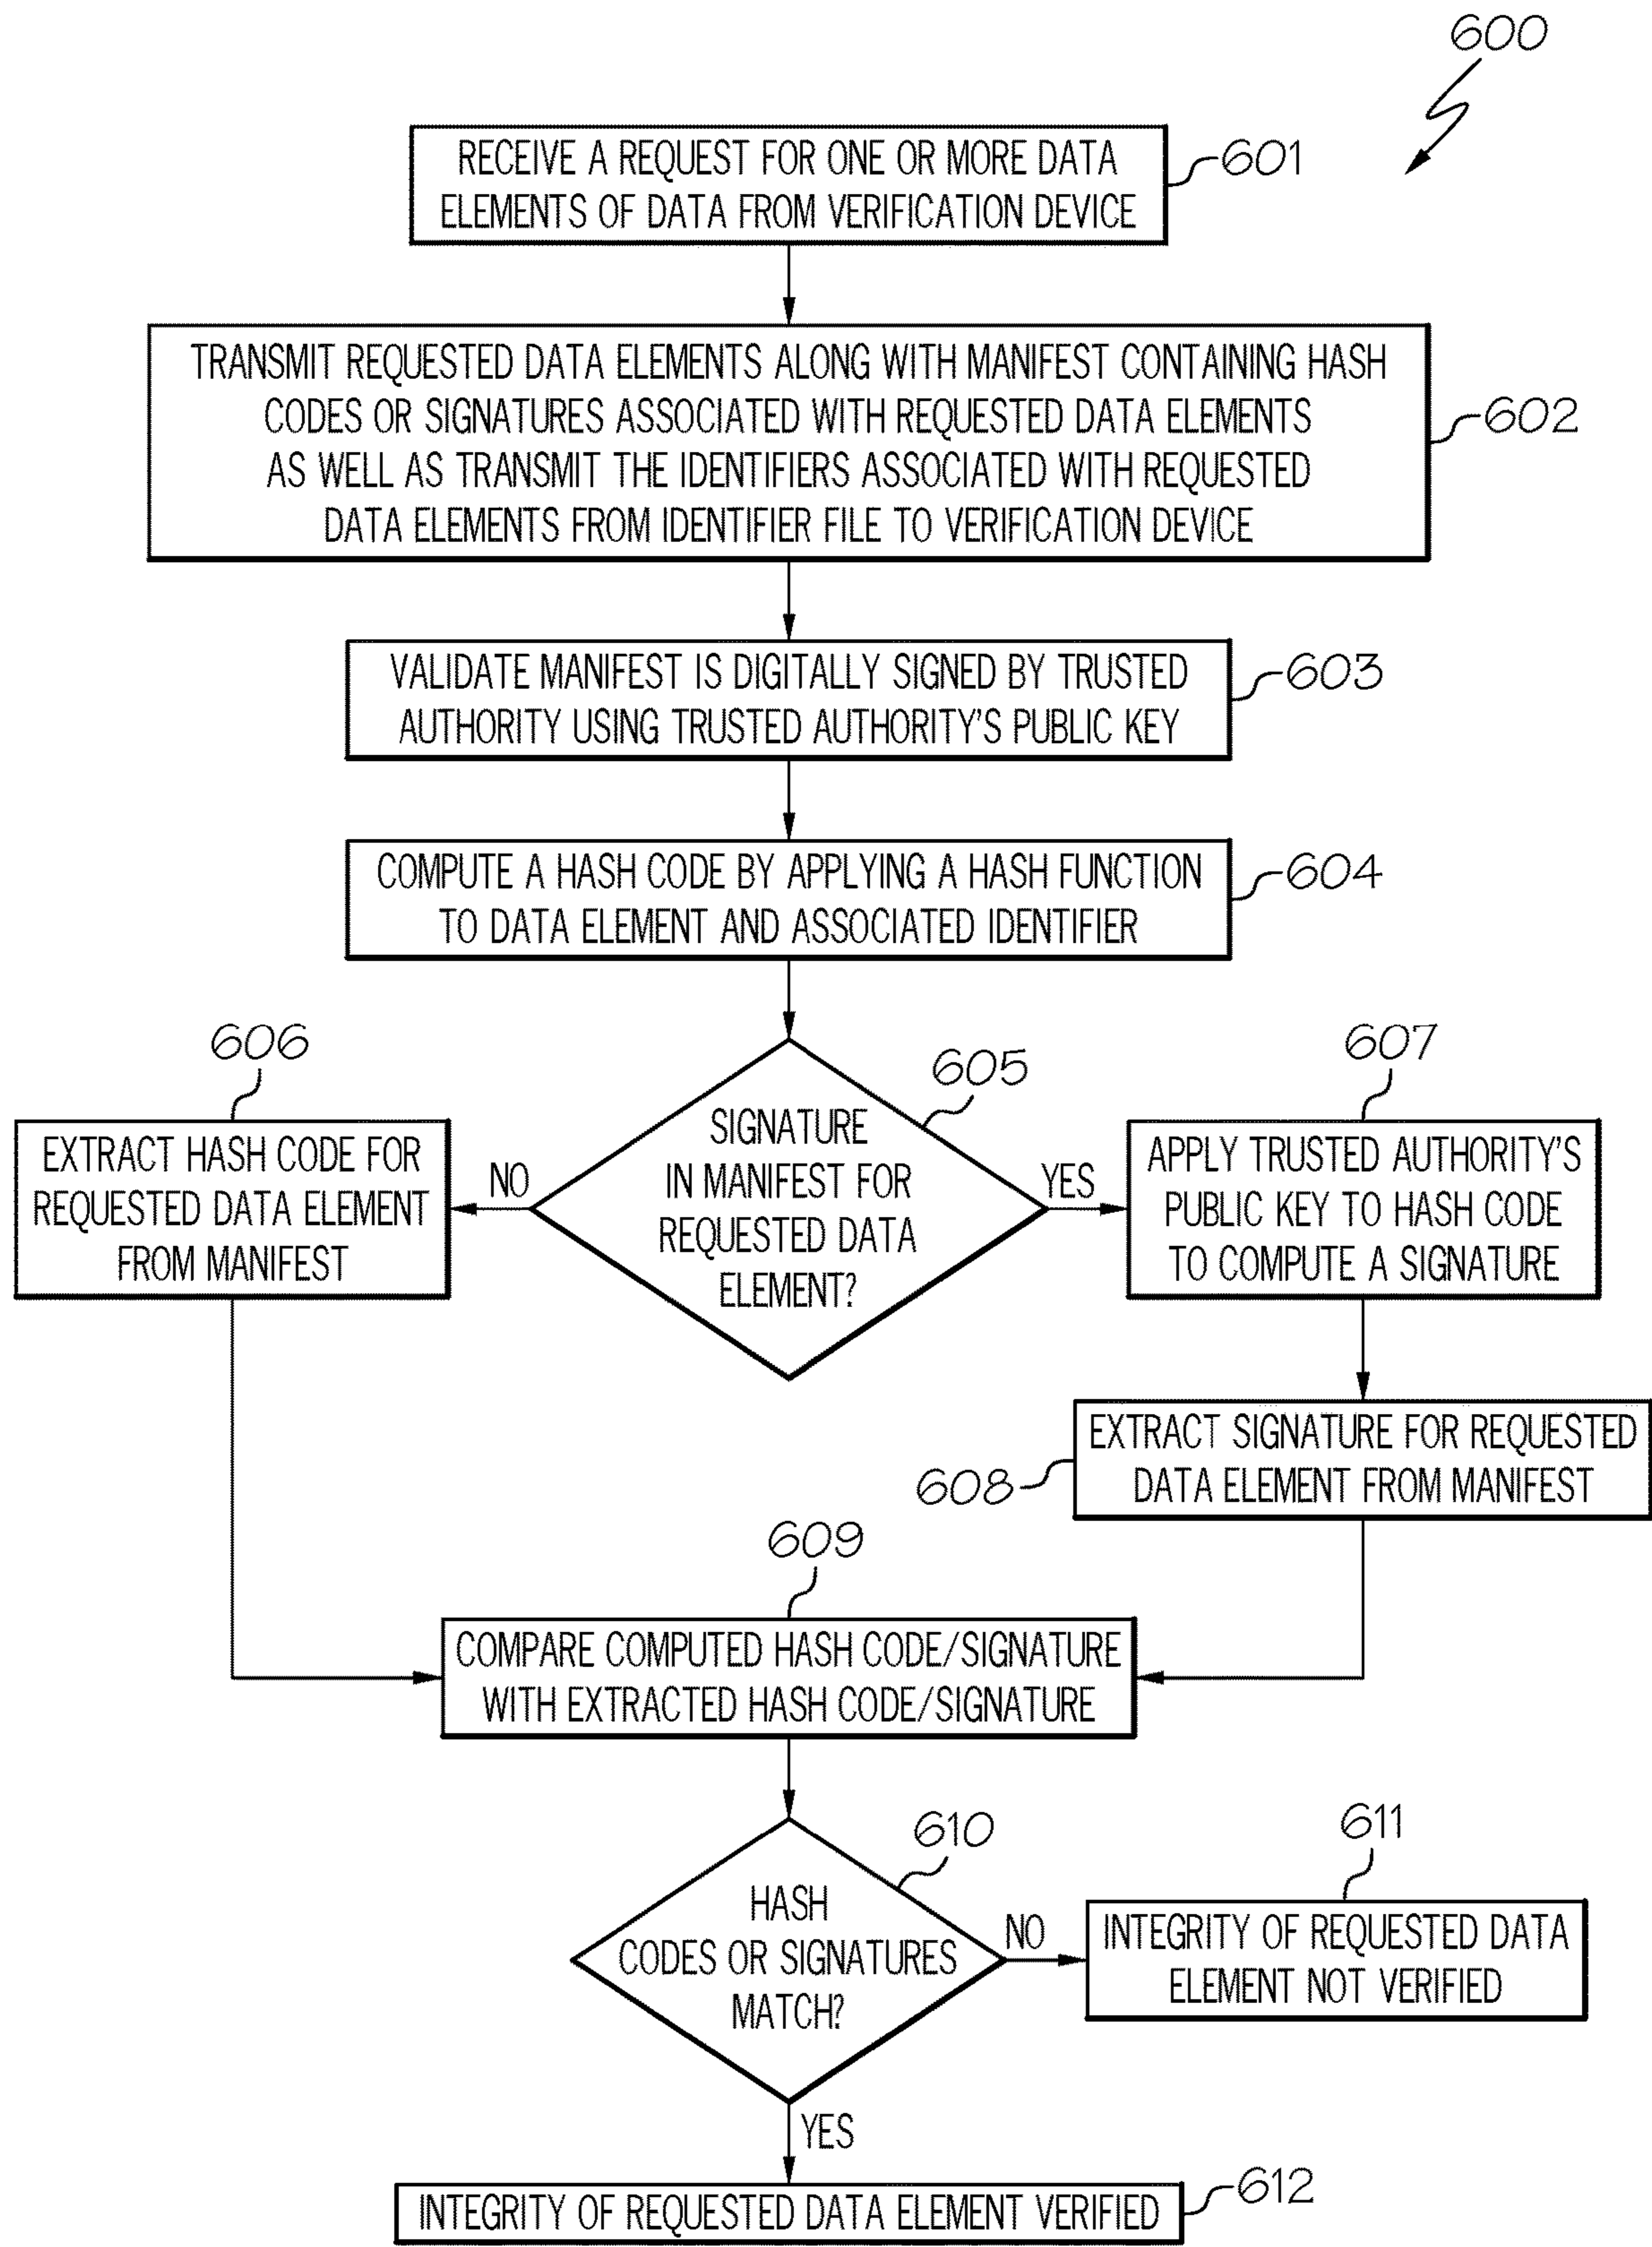 600
RECEIVE A REQUEST FOR ONE OR MORE DATA
ELEMENTS OF DATA FROM VERIFICATION DEVICE
601
TRANSMIT REQUESTED DATA ELEMENTS ALONG WITH MANIFEST CONTAINING HASH
CODES OR SIGNATURES ASSOCIATED WITH REQUESTED DATA ELEMENTS
AS WELL AS TRANSMIT THE IDENTIFIERS ASSOCIATED WITH REQUESTED
DATA ELEMENTS FROM IDENTIFIER FILE TO VERIFICATION DEVICE
602
VALIDATE MANIFEST IS DIGITALLY SIGNED BY TRUSTED
AUTHORITY USING TRUSTED AUTHORITY'S PUBLIC KEY
603
COMPUTE A HASH CODE BY APPLYING A HASH FUNCTION
TO DATA ELEMENT AND ASSOCIATED IDENTIFIER
604
605
SIGNATURE
IN MANIFEST FOR
REQUESTED DATA
ELEMENT?
NO
YES
606
EXTRACT HASH CODE FOR
REQUESTED DATA ELEMENT
FROM MANIFEST
607
APPLY TRUSTED AUTHORITY'S
PUBLIC KEY TO HASH CODE
TO COMPUTE A SIGNATURE
EXTRACT SIGNATURE FOR REQUESTED
DATA ELEMENT FROM MANIFEST
608
609
COMPARE COMPUTED HASH CODE/SIGNATURE
WITH EXTRACTED HASH CODE/SIGNATURE
610
HASH
CODES OR SIGNATURES
MATCH?
NO
611
INTEGRITY OF REQUESTED DATA
ELEMENT NOT VERIFIED
YES
INTEGRITY OF REQUESTED DATA ELEMENT VERIFIED
612